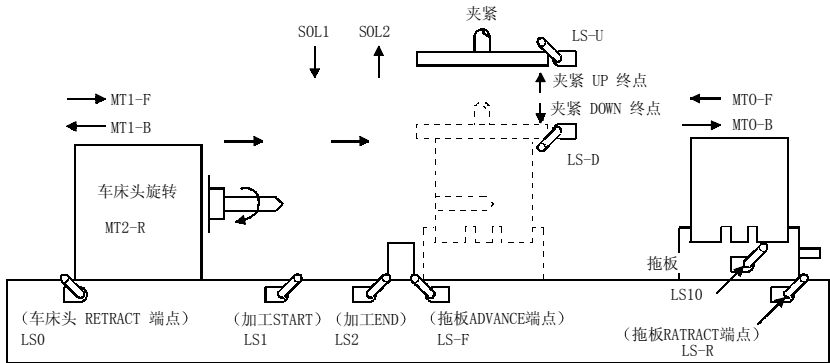 夹紧
SOL1
SOL2
LS-U
夹紧 UP 终点
MT1-F
MT0-F
夹紧 DOWN 终点
MT1-B
MT0-B
LS-D
车床头旋转
MT2-R
拖板
LS10
(车床头 RETRACT 端点)
LS0
(加工START)
LS1
(加工END)
LS2
(拖板ADVANCE端点)
LS-F
(拖板RATRACT端点)
LS-R